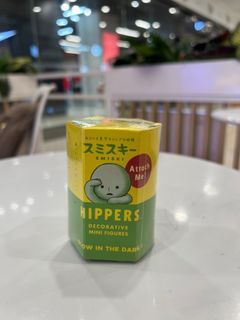 スミスキー
SMISKI
Attach
Me!
HIPPERS
DECORATIVE
MINI FIGURES
GLOW IN THE DARK!